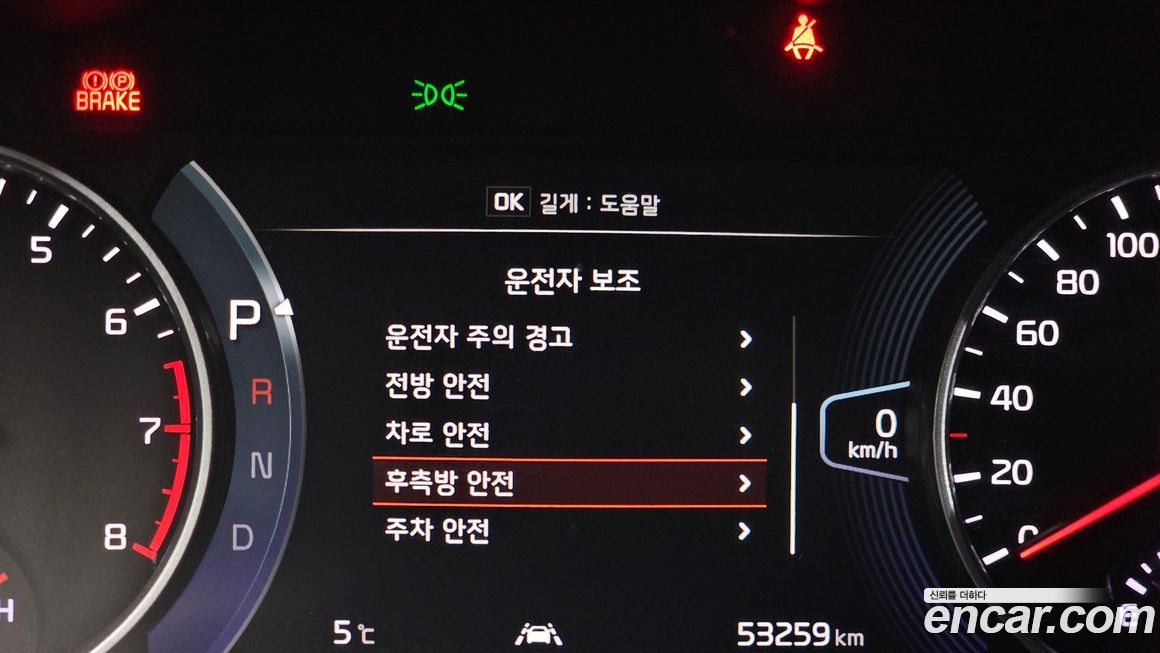 BRAKE
OK 길게 : 도움말
운전자 보조
운전자 주의 경고
전방 안전
차로 안전
후측방 안전
주차 안전
P
R
N
D
5
6
7
8
H
100
80
60
40
20
0
0
km/h
5 ℃
53259 km
신뢰를 더하다
encar.com